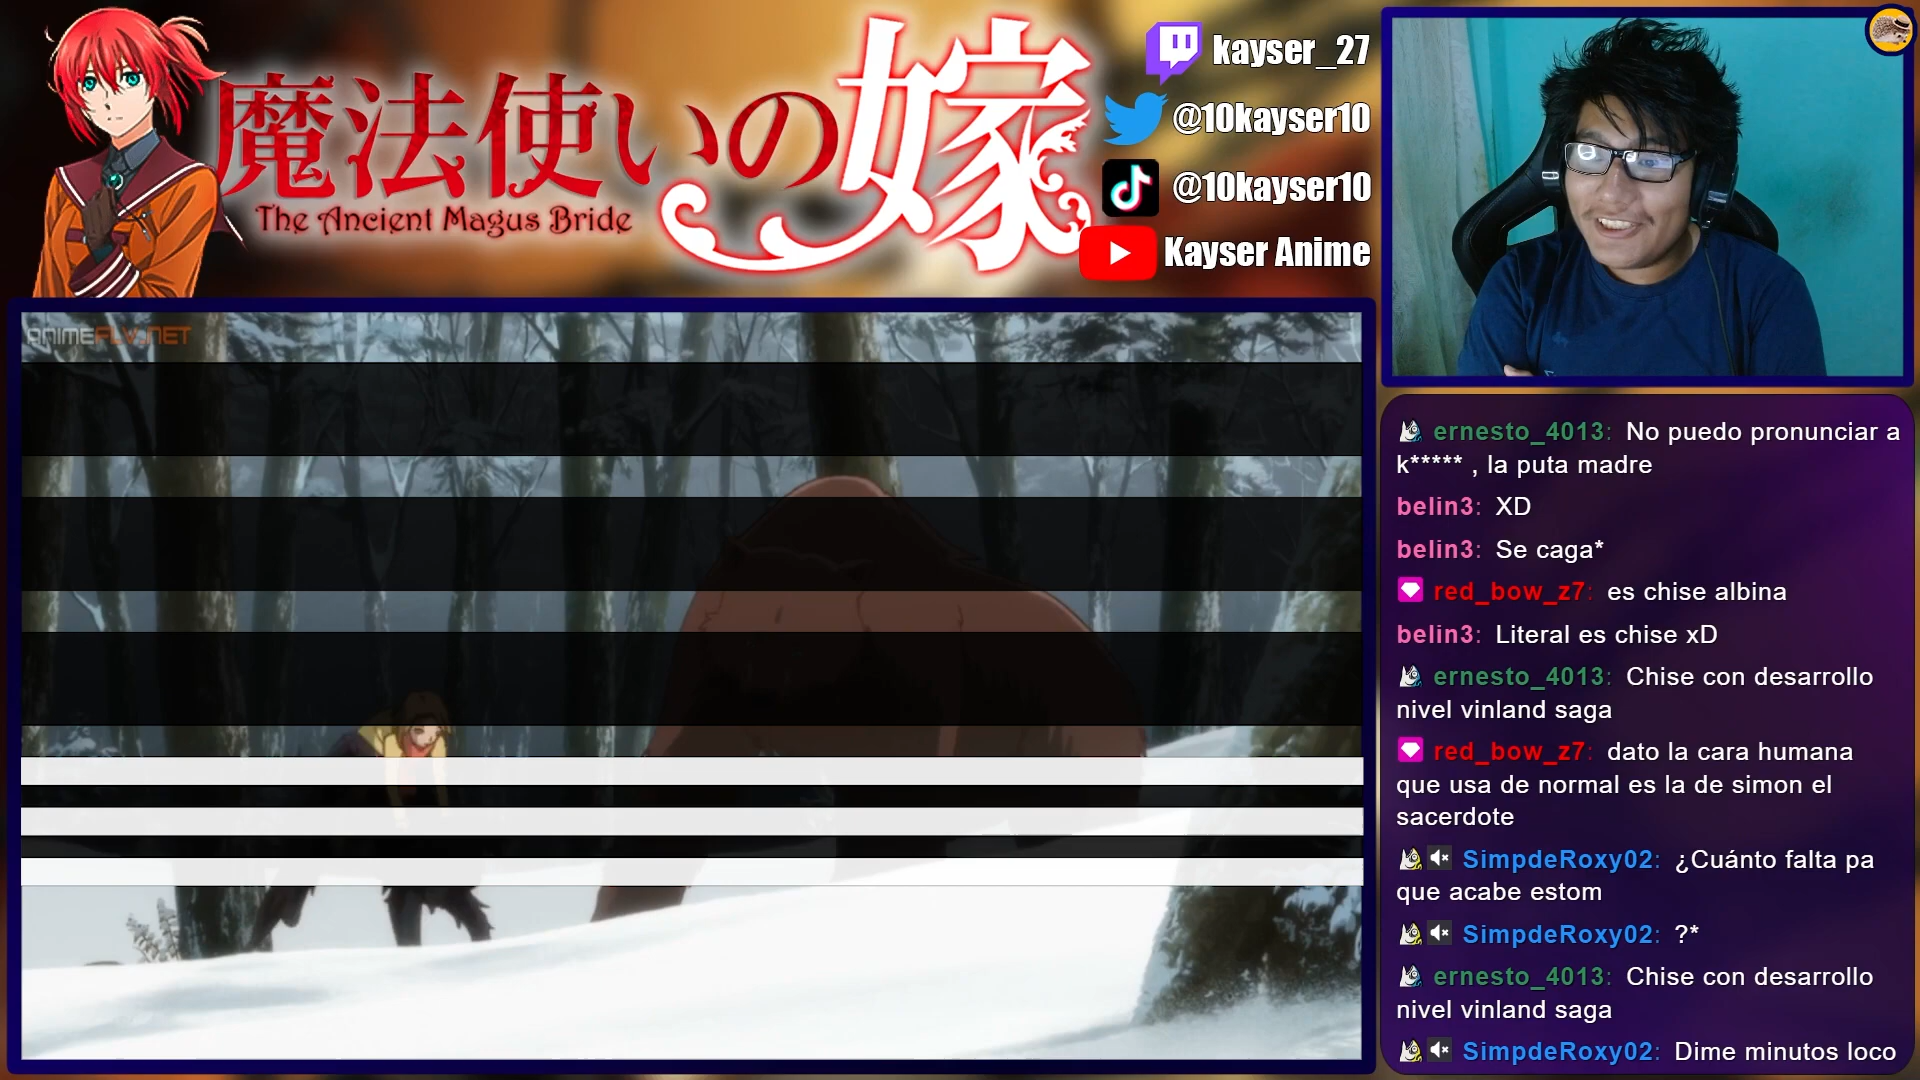 魔法使いの嫁
The Ancient Magus Bride
kayser_27
@10kayser10
@10kayser10
Kayser Anime
ANIMEFLV.NET
ernesto_4013: No puedo pronunciar a
k***** , la puta madre
belin3: XD
belin3: Se caga*
red_bow_z7: es chise albina
belin3: Literal es chise xD
ernesto_4013: Chise con desarrollo
nivel vinland saga
red_bow_z7: dato la cara humana
que usa de normal es la de simon el
sacerdote
SimpdeRoxy02: ¿Cuánto falta pa
que acabe estom
SimpdeRoxy02: ?*
ernesto_4013: Chise con desarrollo
nivel vinland saga
SimpdeRoxy02: Dime minutos loco